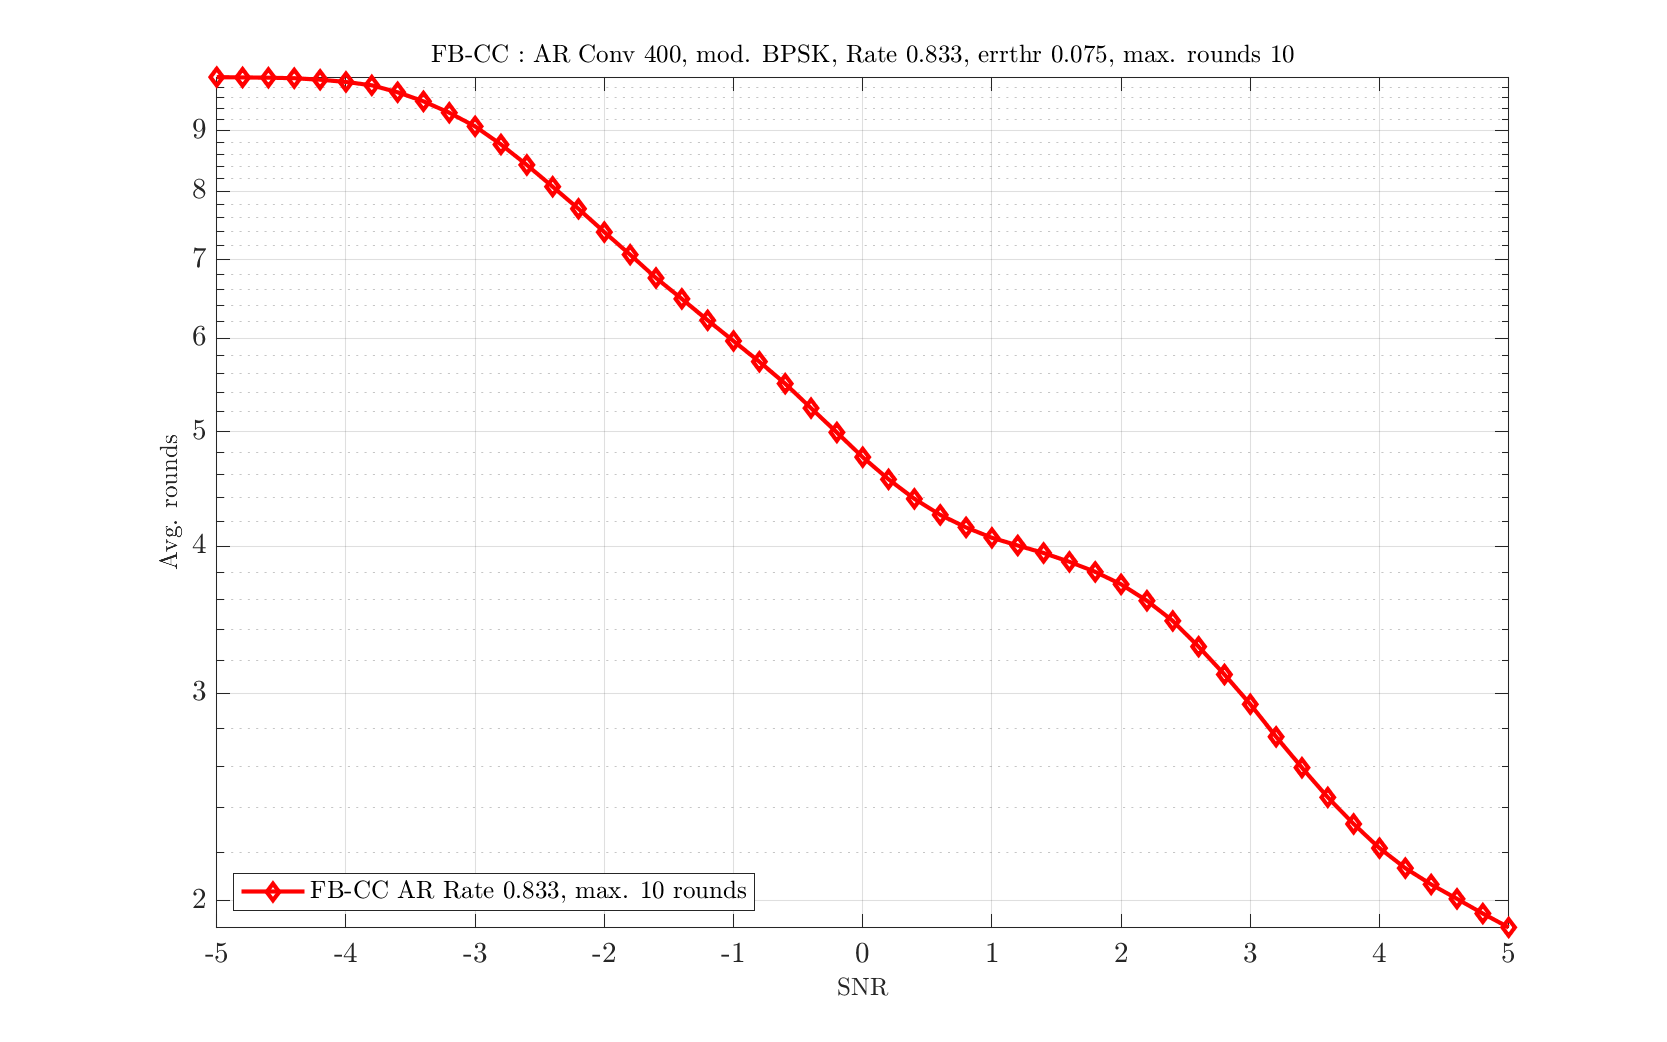 FB-CC : AR Conv 400, mod. BPSK, Rate 0.833, errthr 0.075, max. rounds 10
9
8
7
6
5
4
3
2
Avg. rounds
FB-CC AR Rate 0.833, max. 10 rounds
-5 -4 -3 -2 -1 0 1 2 3 4 5
SNR